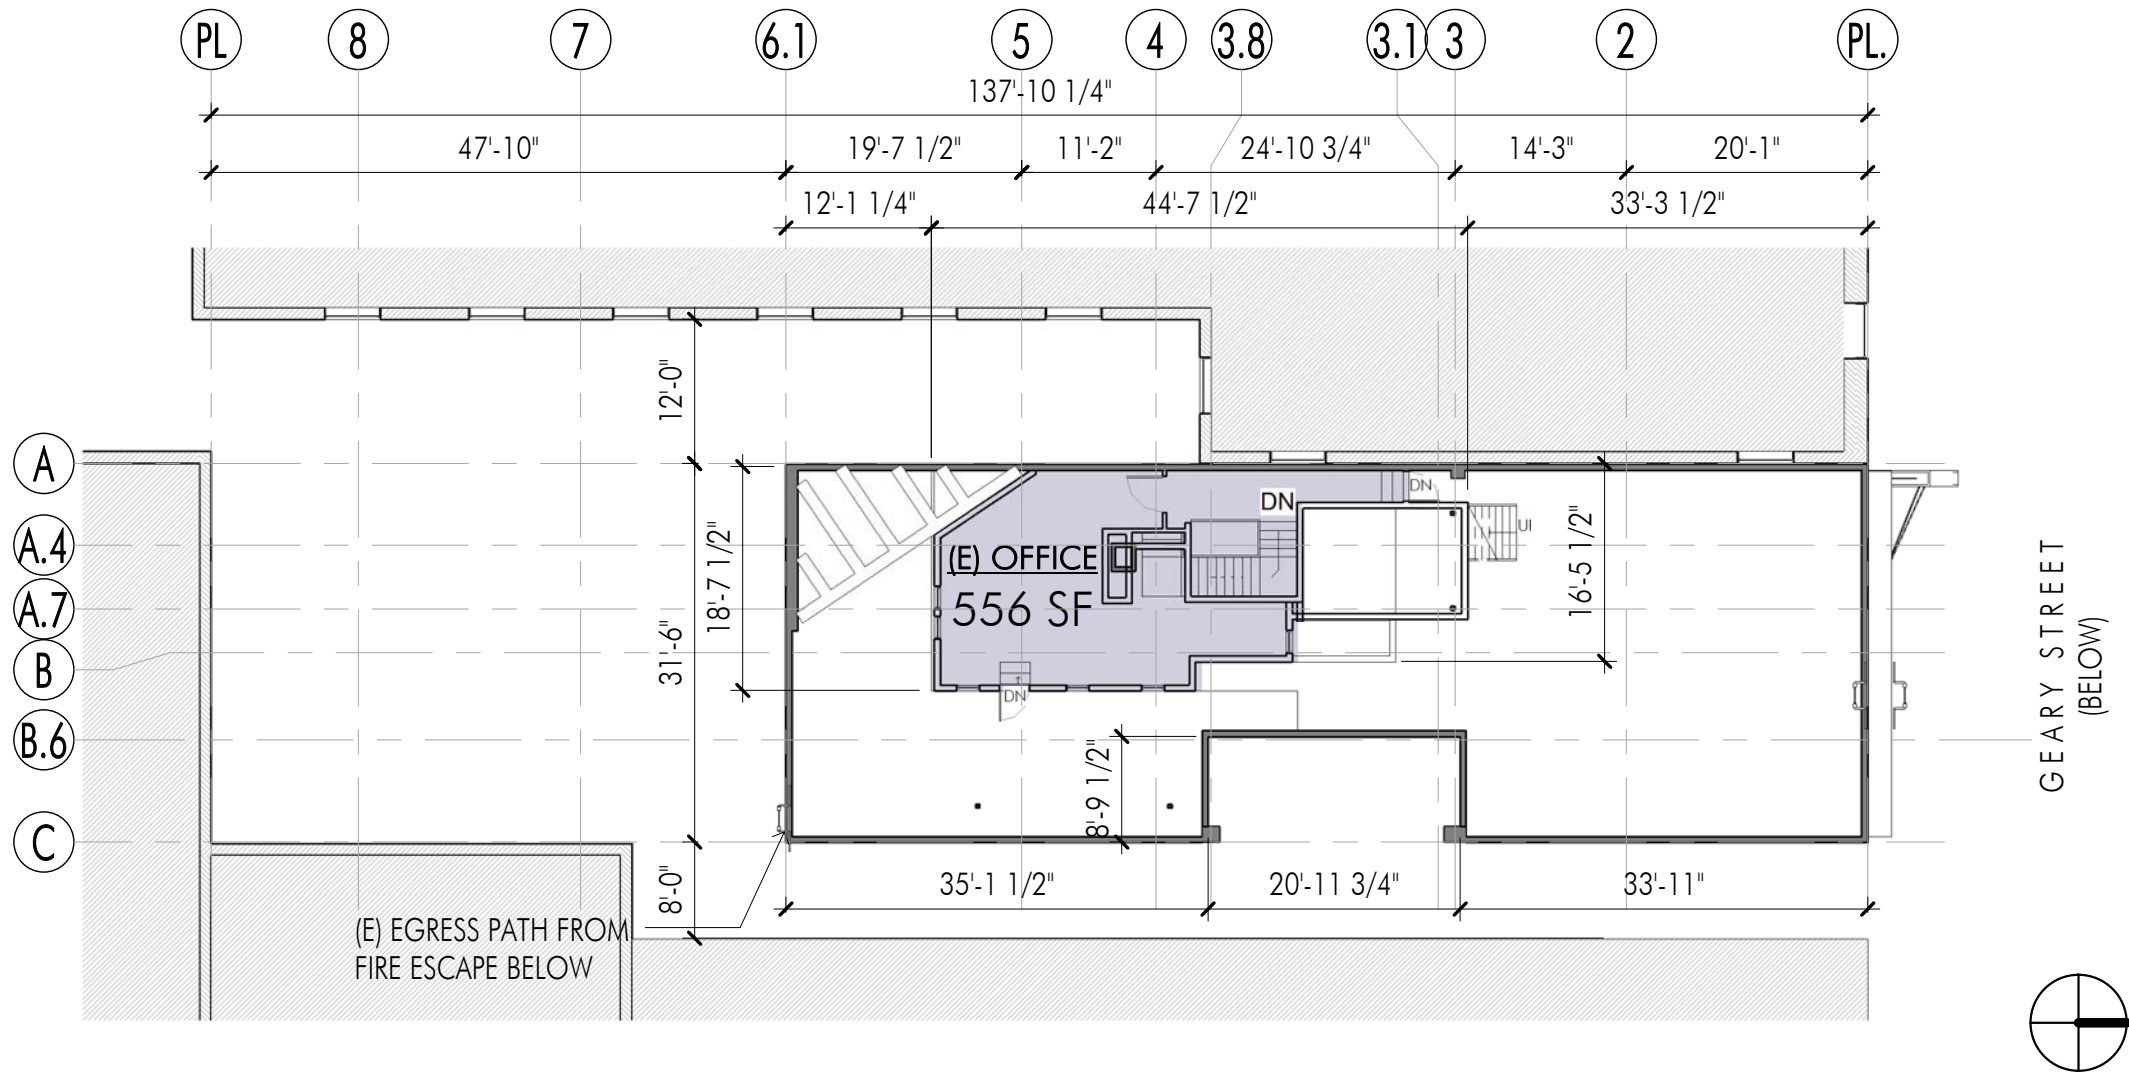 PL 8 7 6.1 5 4 3.8 3.1 3 2 PL.
137'-10 1/4"
47'-10" 19'-7 1/2" 11'-2" 24'-10 3/4" 14'-3" 20'-1"
12'-1 1/4" 44'-7 1/2" 33'-3 1/2"
12'-0"
A
DN
DN
UP
A.4
18'-7 1/2"
16'-5 1/2"
(E) OFFICE
556 SF
A.7
31'-6"
B
DN
B.6
8'-9 1/2"
C
8'-0"
35'-1 1/2" 20'-11 3/4" 33'-11"
(E) EGRESS PATH FROM
FIRE ESCAPE BELOW
GEARY STREET
(BELOW)